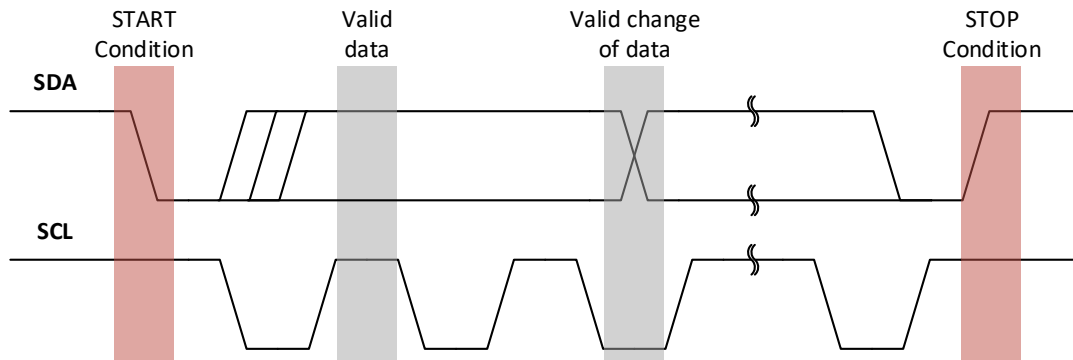 START
Condition
Valid
data
Valid change
of data
STOP
Condition
SDA
SCL